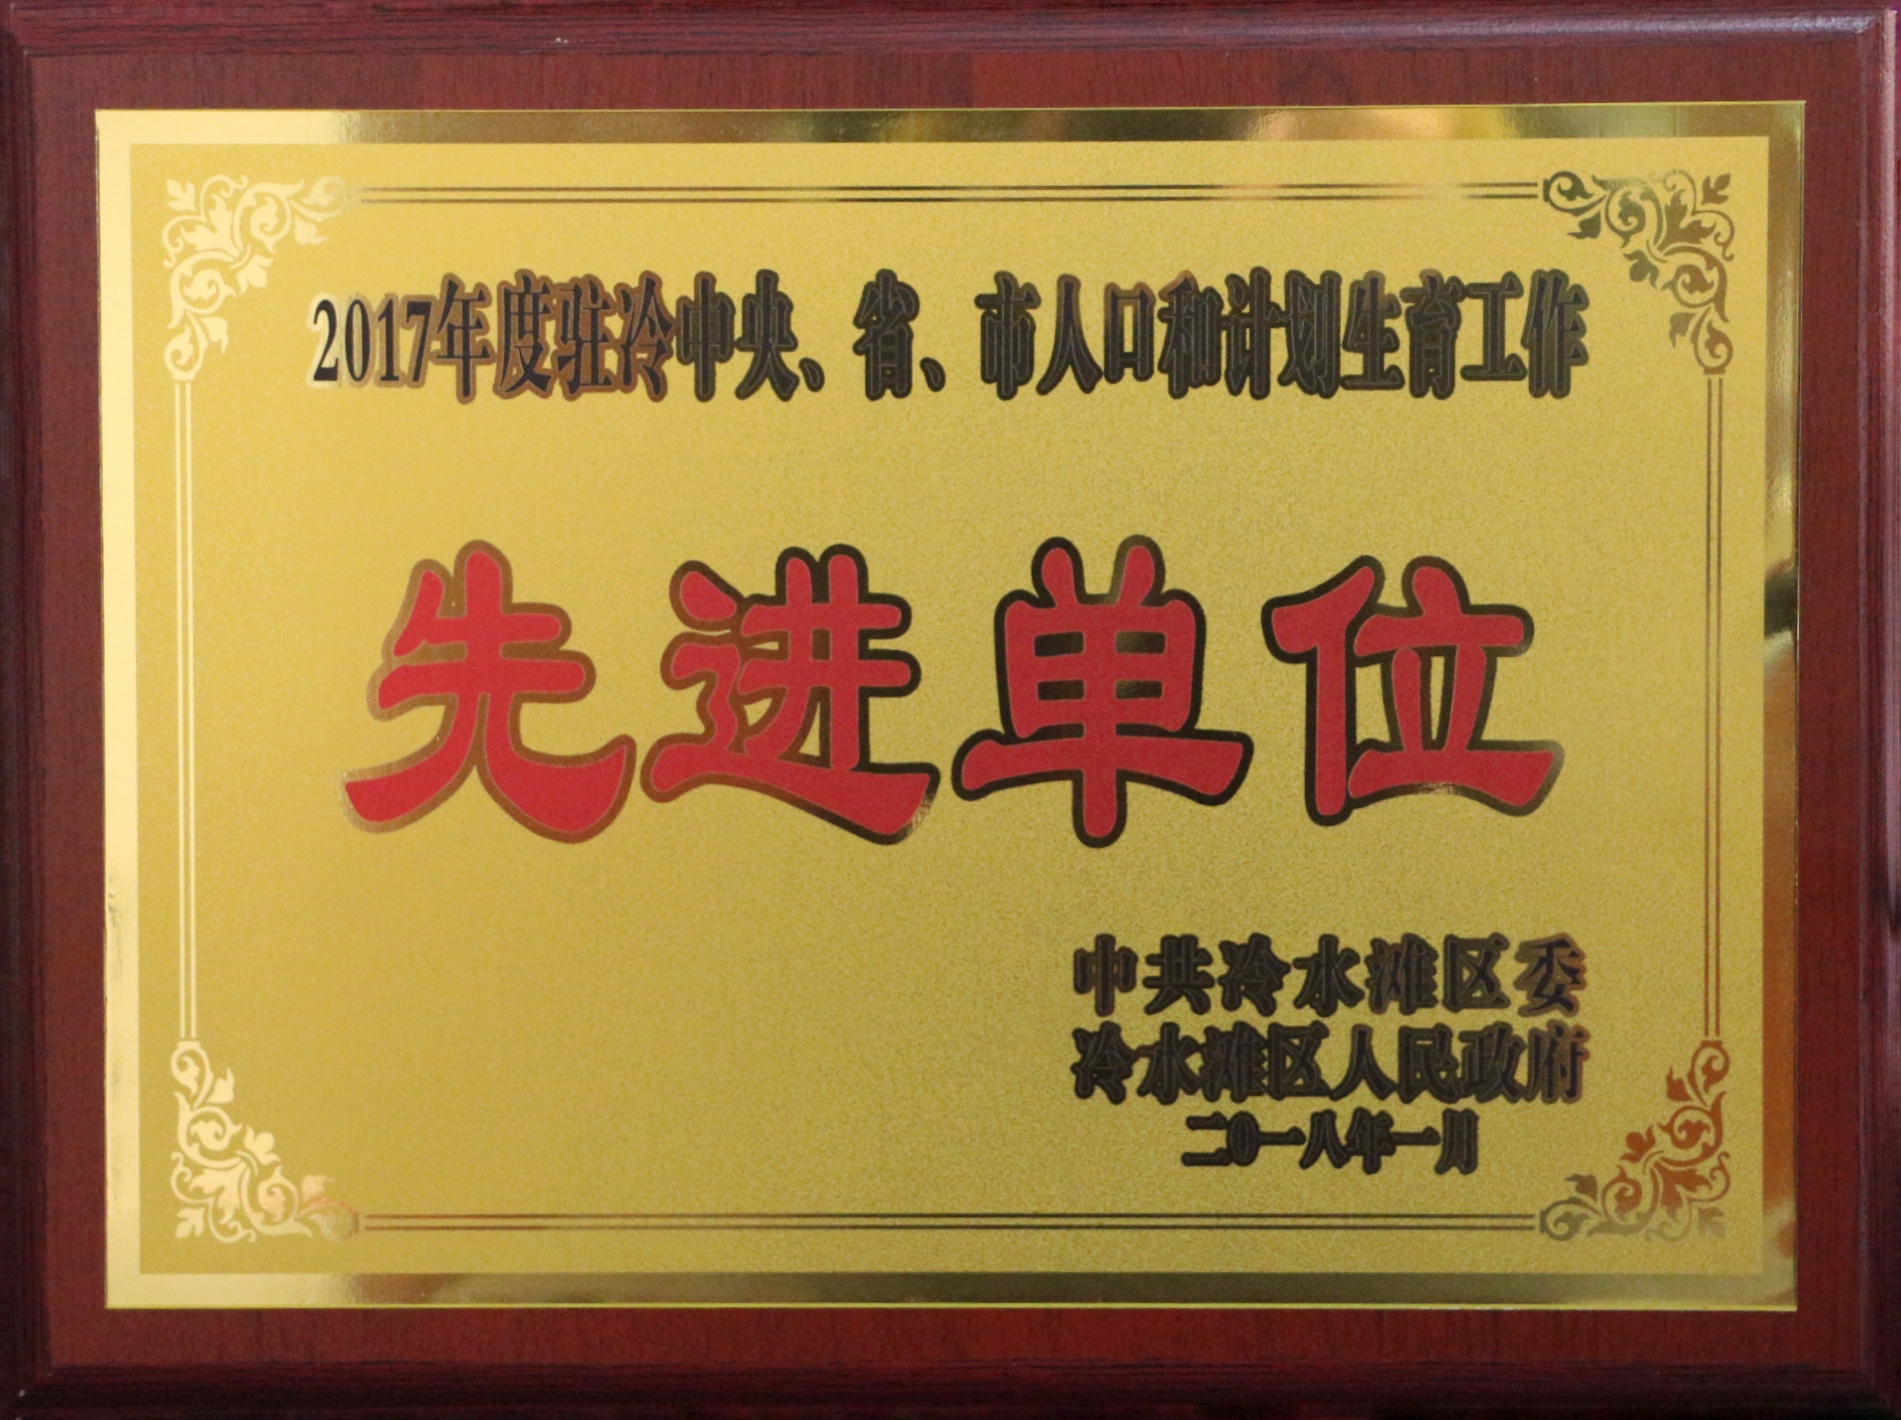 2017年度驻冷中央、省、市人口和计划生育工作
先进单位
中共冷水滩区委
冷水滩区人民政府
二0一八年一月